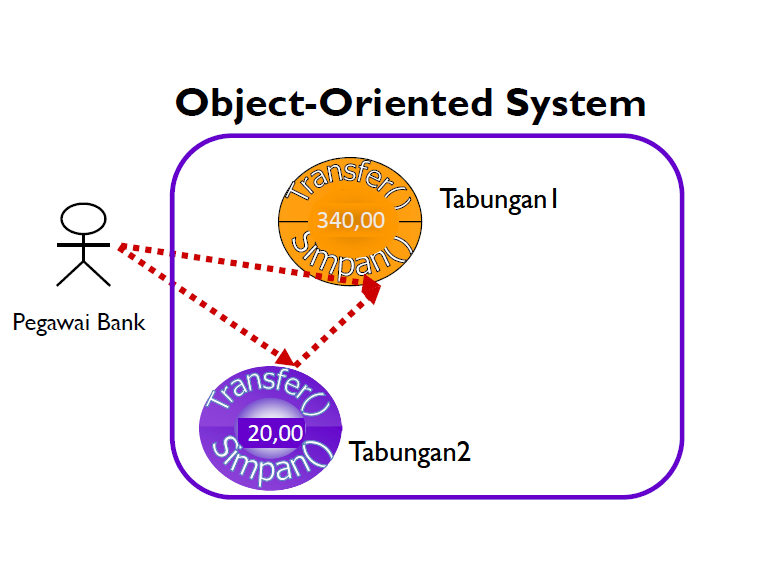 Object-Oriented System
Transfer()
340,00
Simpan()
Tabungan1
Pegawai Bank
Transfer()
20,00
Simpan()
Tabungan2